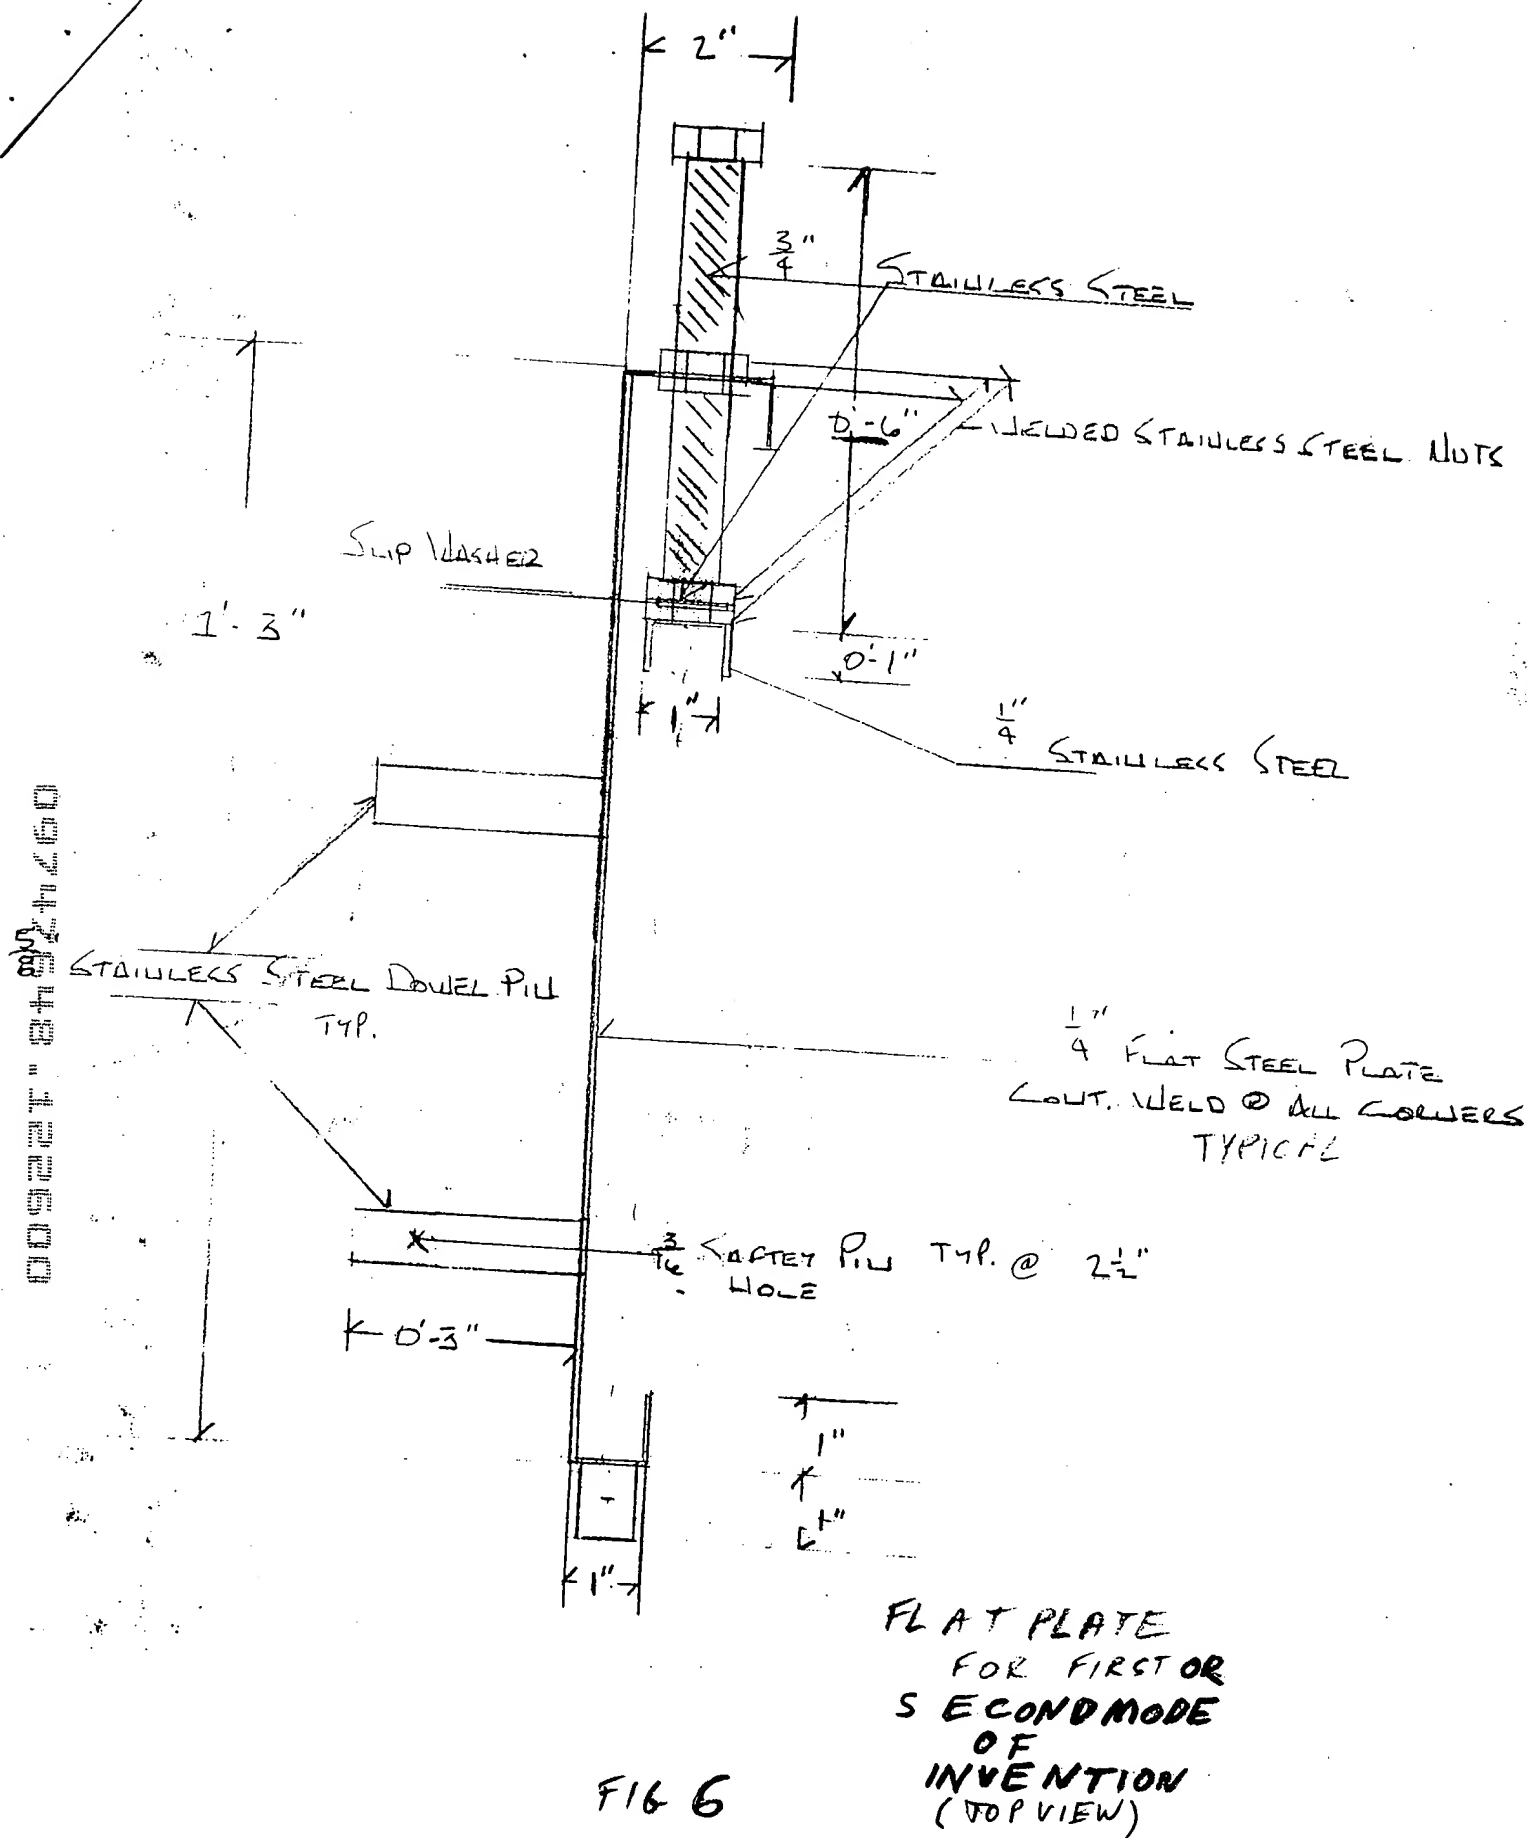 2"
3/4"
STAINLESS STEEL
0'-6"
WELDED STAINLESS STEEL NUTS
SLIP WASHER
1'-3"
0'-1"
1"
1/4"
STAINLESS STEEL
5/8" STAINLESS STEEL DOWEL PIN
TYP.
1/4" FLAT STEEL PLATE
CONT. WELD @ ALL CORNERS
TYPICAL
3/16 SAFTEY PIN TYP. @ 2 1/2"
HOLE
0'-3"
1"
1"
1"
FLAT PLATE
FOR FIRST OR
SECOND MODE
OF
INVENTION
(TOP VIEW)
FIG 6